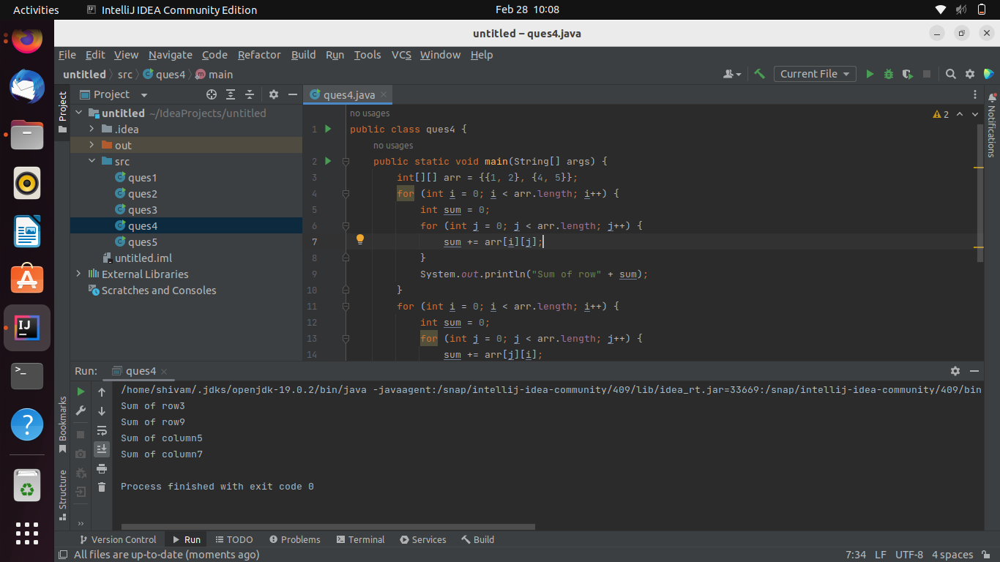 Activities IntelliJ IDEA Community Edition Feb 28 10:08
untitled – ques4.java
File Edit View Navigate Code Refactor Build Run Tools VCS Window Help
untitled src ques4 main Current File
Project
Project
ques4.java
Notifications
untitled ~/IdeaProjects/untitled
.idea
out
src
ques1
ques2
ques3
ques4
ques5
untitled.iml
External Libraries
Scratches and Consoles
no usages
2
1 public class ques4 {
no usages
2 public static void main(String[] args) {
3 int[][] arr = {{1, 2}, {4, 5}};
4 for (int i = 0; i < arr.length; i++) {
5 int sum = 0;
6 for (int j = 0; j < arr.length; j++) {
7 sum += arr[i][j];
8 }
9 System.out.println("Sum of row" + sum);
10 }
11 for (int i = 0; i < arr.length; i++) {
12 int sum = 0;
13 for (int j = 0; j < arr.length; j++) {
14 sum += arr[j][i];
Run: ques4
/home/shivam/.jdks/openjdk-19.0.2/bin/java -javaagent:/snap/intellij-idea-community/409/lib/idea_rt.jar=33669:/snap/intellij-idea-community/409/bin
Sum of row3
Sum of row9
Sum of column5
Sum of column7
Process finished with exit code 0
Bookmarks
Structure
Version Control Run TODO Problems Terminal Services Build
All files are up-to-date (moments ago) 7:34 LF UTF-8 4 spaces